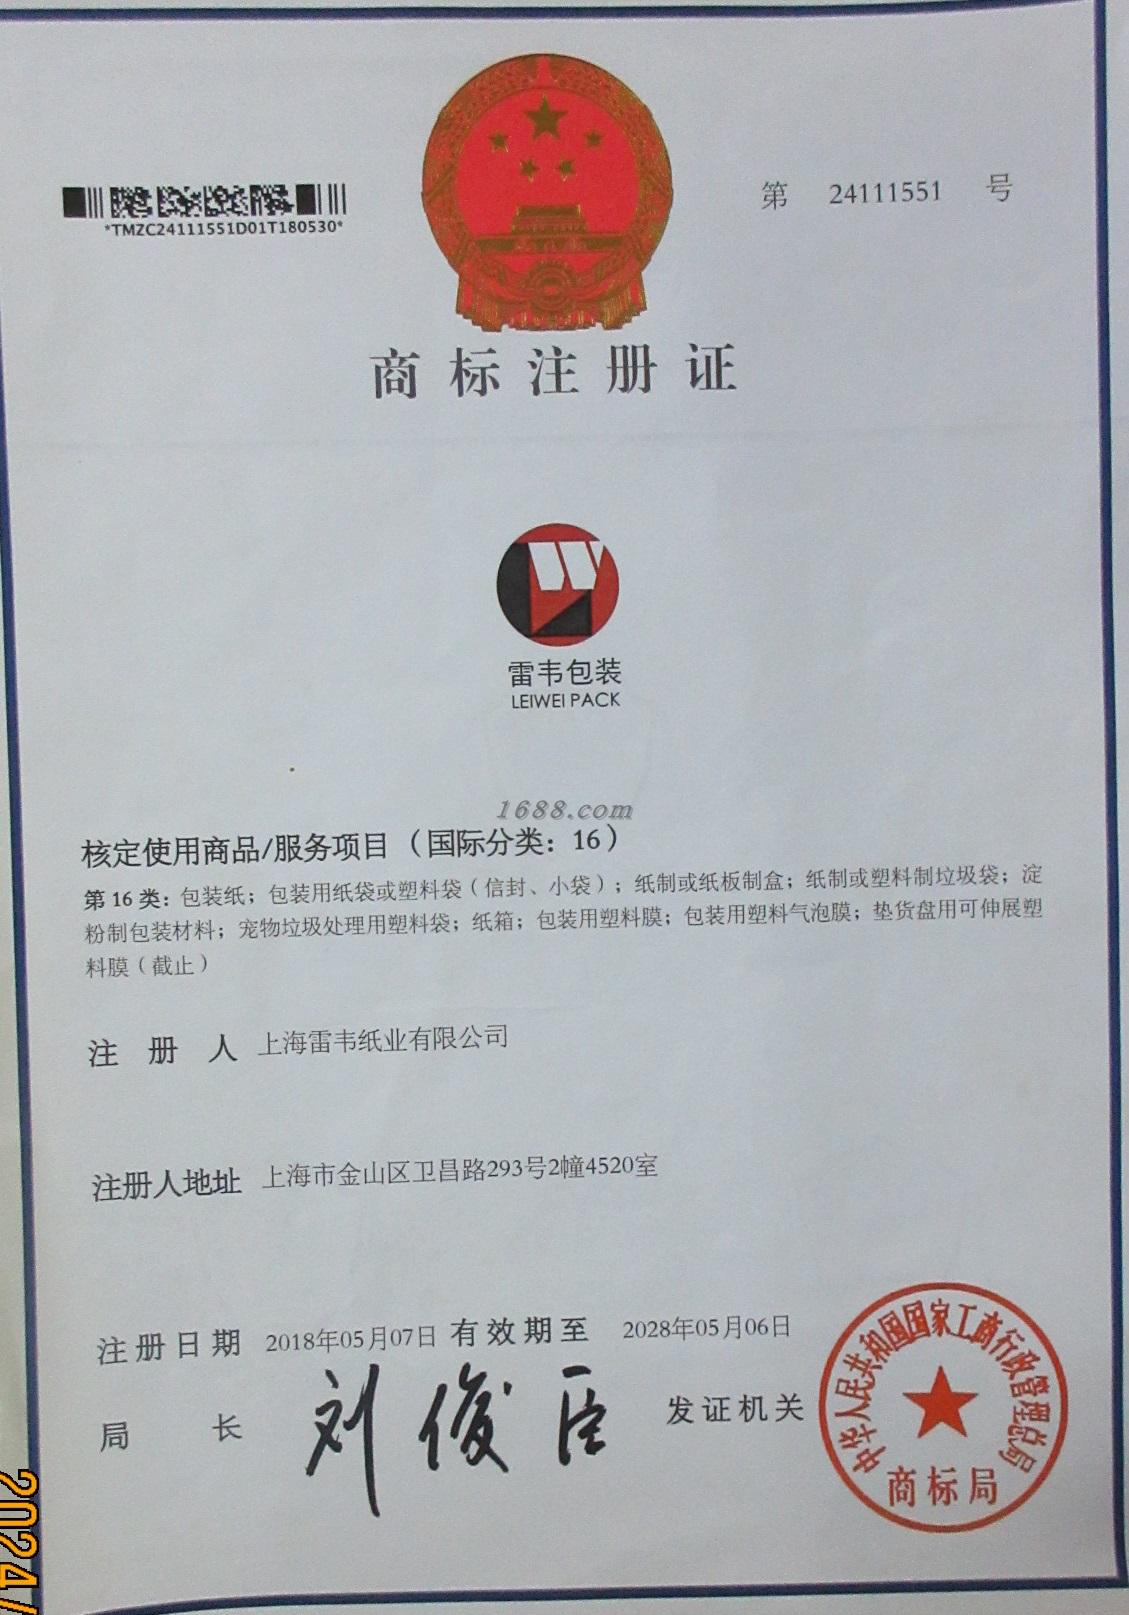 第 24111551 号
*TMZC24111551D01T180530*
商标注册证
雷韦包装
LEIWEI PACK
1688.com
核定使用商品/服务项目（国际分类：16）
第16类：包装纸；包装用纸袋或塑料袋（信封、小袋）；纸制或纸板制盒；纸制或塑料制垃圾袋；淀
粉制包装材料；宠物垃圾处理用塑料袋；纸箱；包装用塑料膜；包装用塑料气泡膜；垫货盘用可伸展塑
料膜（截止）
注册人 上海雷韦纸业有限公司
注册人地址 上海市金山区卫昌路293号2幢4520室
注册日期 2018年05月07日 有效期至 2028年05月06日
局长 刘俊臣 发证机关
中华人民共和国国家工商行政管理总局
商标局
2024/